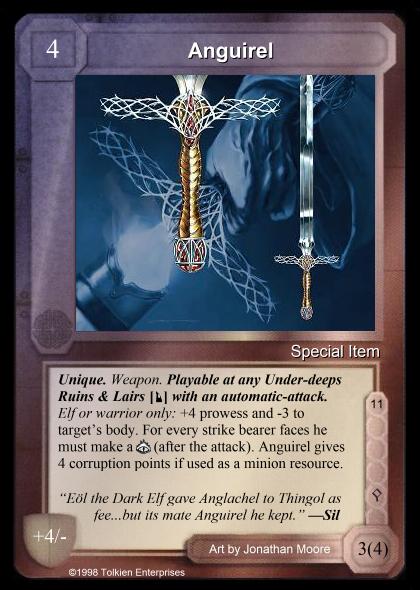 4
Anguirel
Special Item
Unique. Weapon. Playable at any Under-deeps
Ruins & Lairs [] with an automatic-attack.
Elf or warrior only: +4 prowess and -3 to
target's body. For every strike bearer faces he
must make a (after the attack). Anguirel gives
4 corruption points if used as a minion resource.
“Eöl the Dark Elf gave Anglachel to Thingol as
fee...but its mate Anguirel he kept.” —Sil
11
+4/-
Art by Jonathan Moore
3(4)
©1998 Tolkien Enterprises